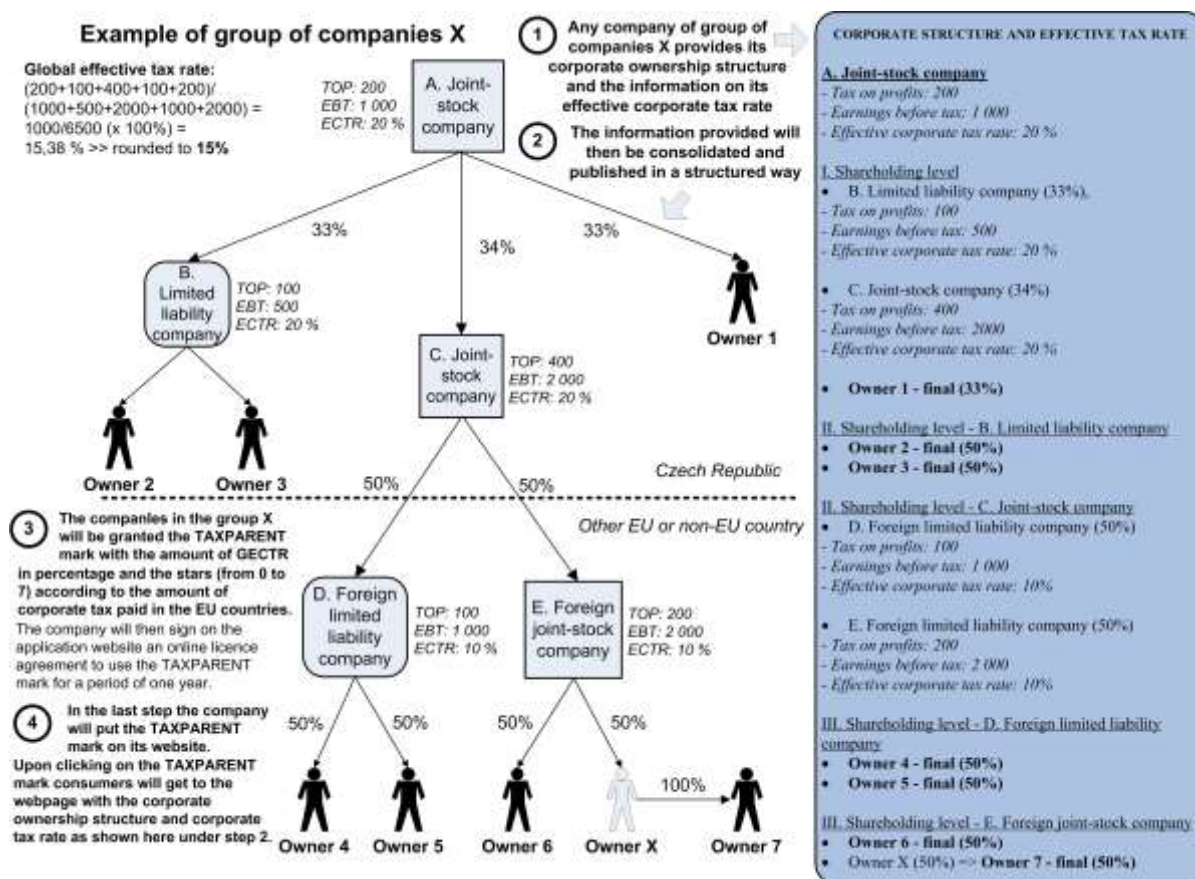 Example of group of companies X
Global effective tax rate:
(200+100+400+100+200)/
(1000+500+2000+1000+2000) =
1000/6500 (x 100%) =
15,38 % >> rounded to 15%
TOP: 200
EBT: 1 000
ECTR: 20 %
A. Joint-
stock
company
1
Any company of group of
companies X provides its
corporate ownership structure
and the information on its
effective corporate tax rate
2
The information provided will
then be consolidated and
published in a structured way
33%
34%
33%
B.
Limited
liability
company
TOP: 100
EBT: 500
ECTR: 20 %
Owner 1
C. Joint-
stock
company
TOP: 400
EBT: 2 000
ECTR: 20 %
Owner 2
Owner 3
50%
50%
Czech Republic
Other EU or non-EU country
3
The companies in the group X
will be granted the TAXPARENT
mark with the amount of GECTR
in percentage and the stars (from 0 to
7) according to the amount of
corporate tax paid in the EU countries.
The company will then sign on the
application website an online licence
agreement to use the TAXPARENT
mark for a period of one year.
D. Foreign
limited
liability
company
TOP: 100
EBT: 1 000
ECTR: 10 %
E. Foreign
joint-stock
company
TOP: 200
EBT: 2 000
ECTR: 10 %
4
In the last step the company
will put the TAXPARENT
mark on its website.
Upon clicking on the TAXPARENT
mark consumers will get to the
webpage with the corporate
ownership structure and corporate
tax rate as shown here under step 2.
50%
50%
50%
50%
100%
Owner 4
Owner 5
Owner 6
Owner X
Owner 7
CORPORATE STRUCTURE AND EFFECTIVE TAX RATE
A. Joint-stock company
- Tax on profits: 200
- Earnings before tax: 1 000
- Effective corporate tax rate: 20 %
I. Shareholding level
• B. Limited liability company (33%),
- Tax on profits: 100
- Earnings before tax: 500
- Effective corporate tax rate: 20 %
• C. Joint-stock company (34%)
- Tax on profits: 400
- Earnings before tax: 2000
- Effective corporate tax rate: 20 %
• Owner 1 - final (33%)
II. Shareholding level - B. Limited liability company
• Owner 2 - final (50%)
• Owner 3 - final (50%)
II. Shareholding level - C. Joint-stock company
• D. Foreign limited liability company (50%)
- Tax on profits: 100
- Earnings before tax: 1 000
- Effective corporate tax rate: 10%
• E. Foreign limited liability company (50%)
- Tax on profits: 200
- Earnings before tax: 2 000
- Effective corporate tax rate: 10%
III. Shareholding level - D. Foreign limited liability
company
• Owner 4 - final (50%)
• Owner 5 - final (50%)
III. Shareholding level - E. Foreign joint-stock company
• Owner 6 - final (50%)
• Owner X (50%) => Owner 7 - final (50%)